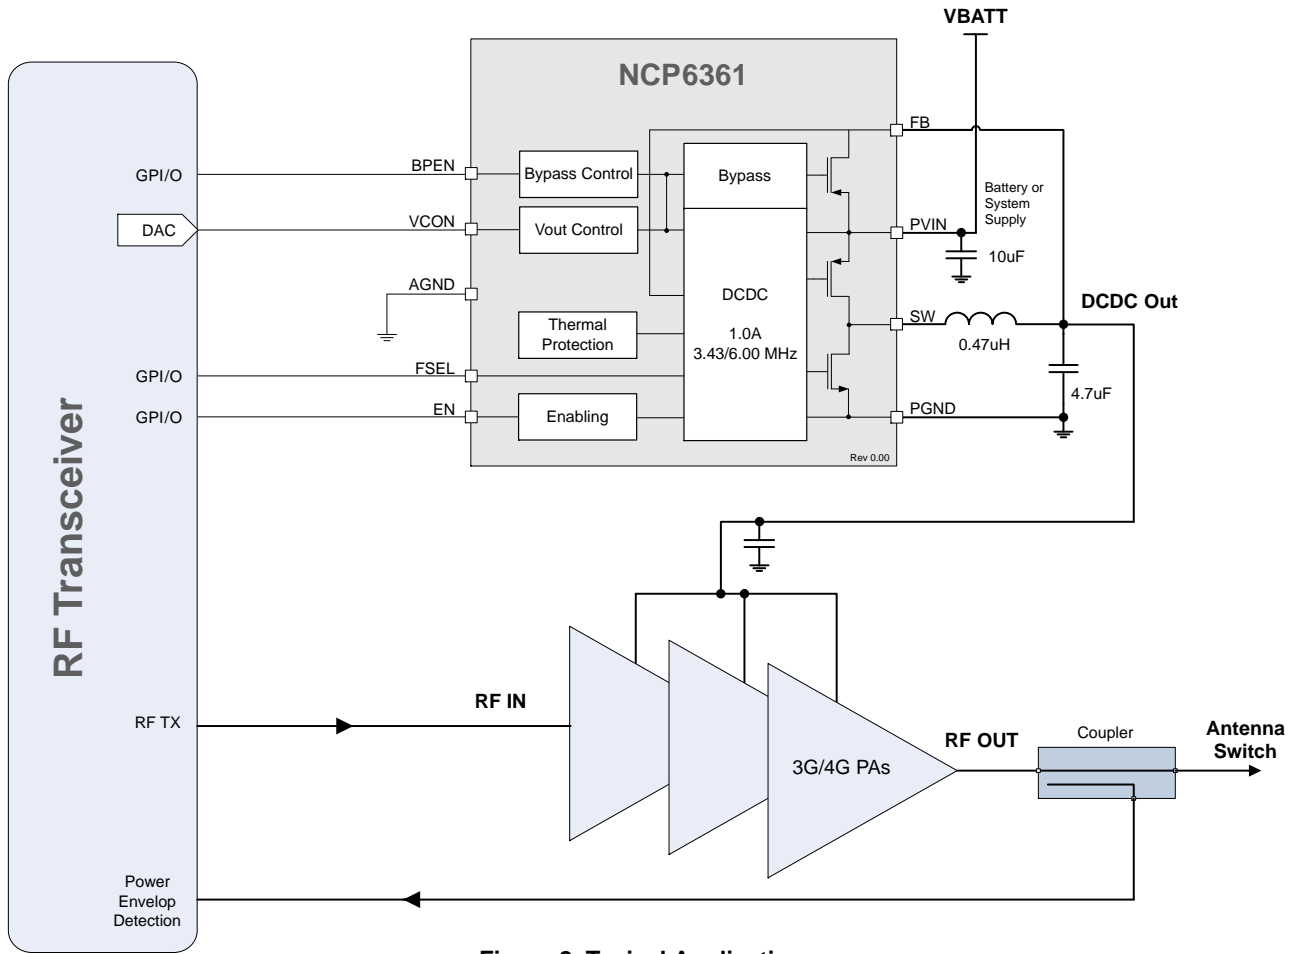 VBATT
NCP6361
FB
BPEN
GPI/O
Bypass Control
Bypass
Battery or
System
Supply
VCON
DAC
Vout Control
PVIN
10uF
AGND
DCDC
DCDC Out
SW
Thermal
Protection
1.0A
3.43/6.00 MHz
0.47uH
FSEL
GPI/O
4.7uF
EN
GPI/O
Enabling
PGND
Rev 0.00
RF Transceiver
RF IN
RF TX
3G/4G PAs
RF OUT
Coupler
Antenna
Switch
Power
Envelop
Detection